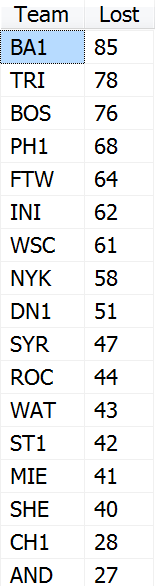 Team Lost
BA1 85
TRI 78
BOS 76
PH1 68
FTW 64
INI 62
WSC 61
NYK 58
DN1 51
SYR 47
ROC 44
WAT 43
ST1 42
MIE 41
SHE 40
CH1 28
AND 27